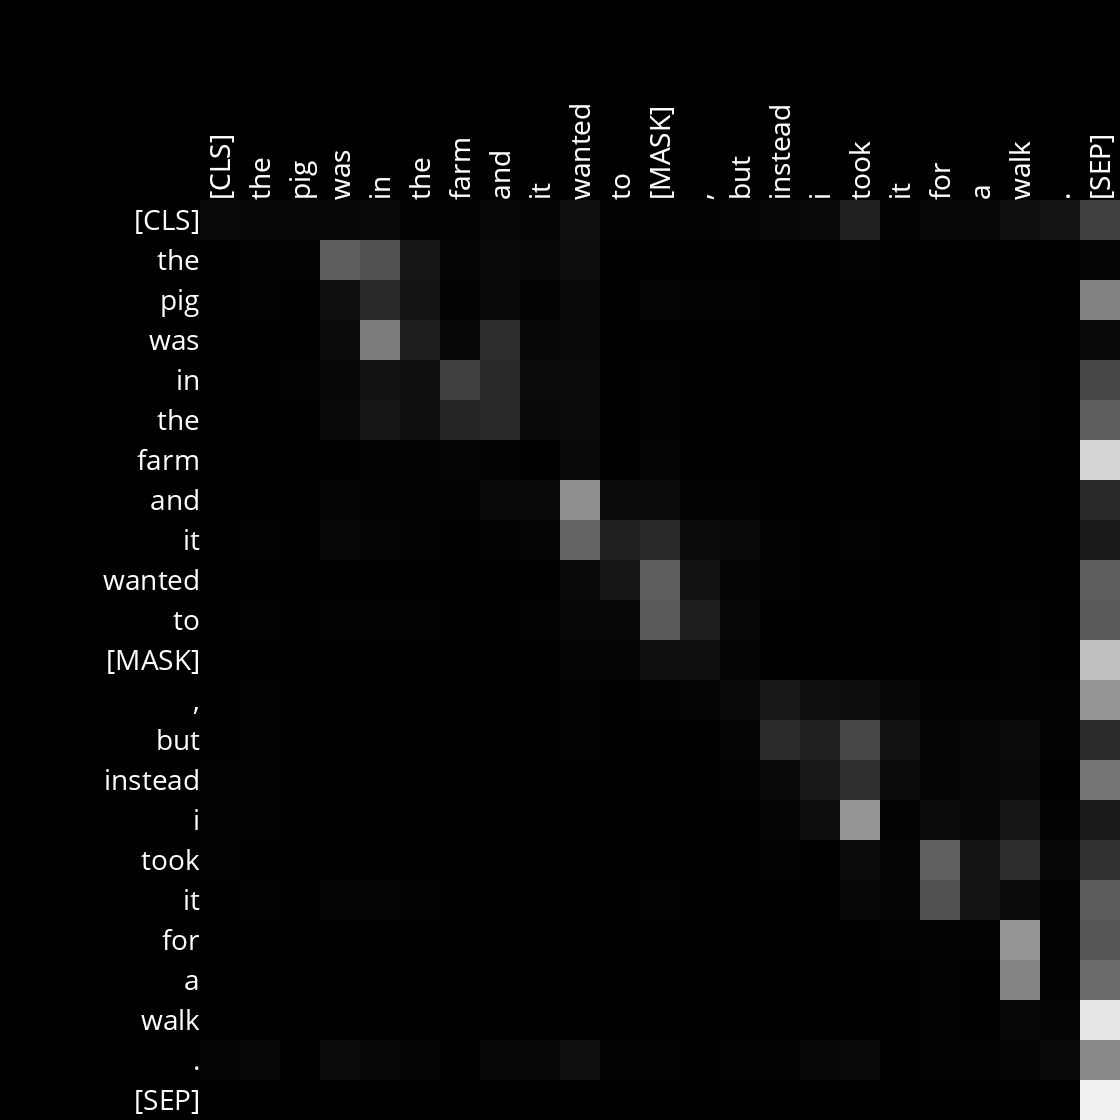 [CLS] the pig was in the farm and it wanted to [MASK] , but instead i took it for a walk . [SEP]
[CLS]
the
pig
was
in
the
farm
and
it
wanted
to
[MASK]
,
but
instead
i
took
it
for
a
walk
.
[SEP]